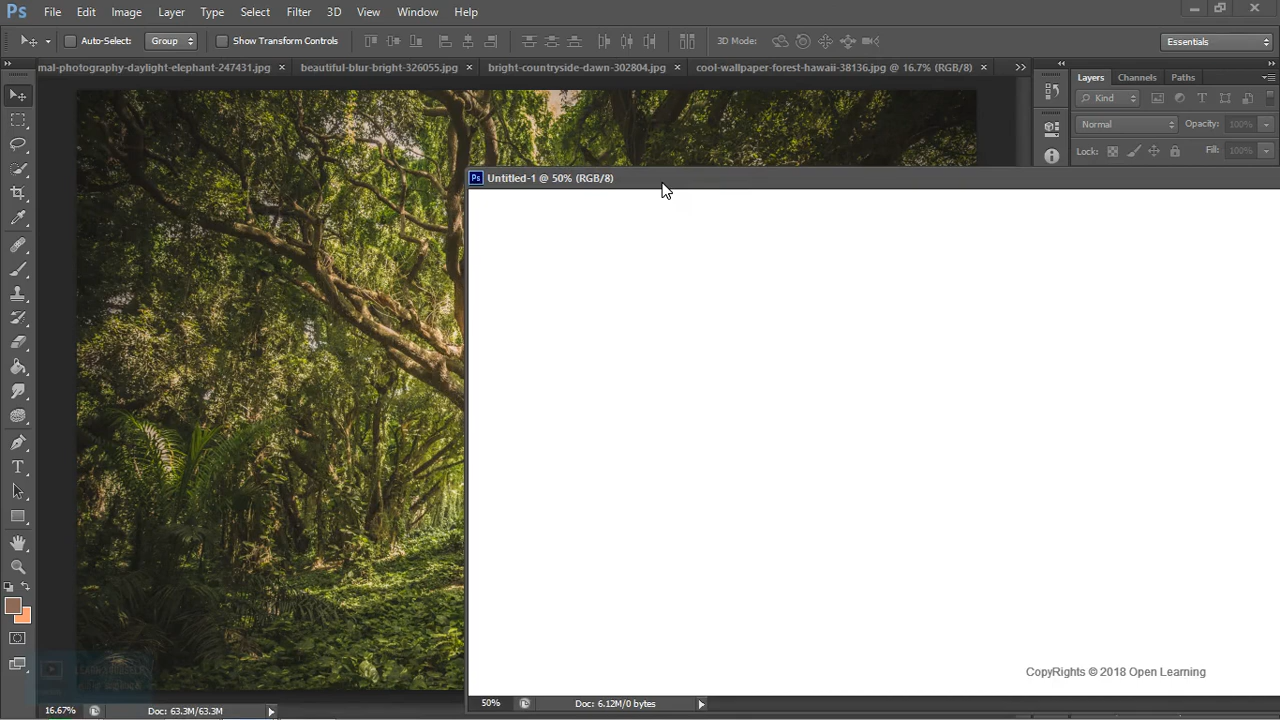 Ps File Edit Image Layer Type Select Filter 3D View Window Help
Auto-Select: Group Show Transform Controls 3D Mode: Essentials
mal-photography-daylight-elephant-247431.jpg × beautiful-blur-bright-326055.jpg × bright-countryside-dawn-302804.jpg × cool-wallpaper-forest-hawaii-38136.jpg @ 16.7% (RGB/8) ×
Layers Channels Paths
Kind
Normal Opacity: 100%
Lock: Fill: 100%
Ps Untitled-1 @ 50% (RGB/8)
CopyRights © 2018 Open Learning
50% Doc: 6.12M/0 bytes
16.67% Doc: 63.3M/63.3M